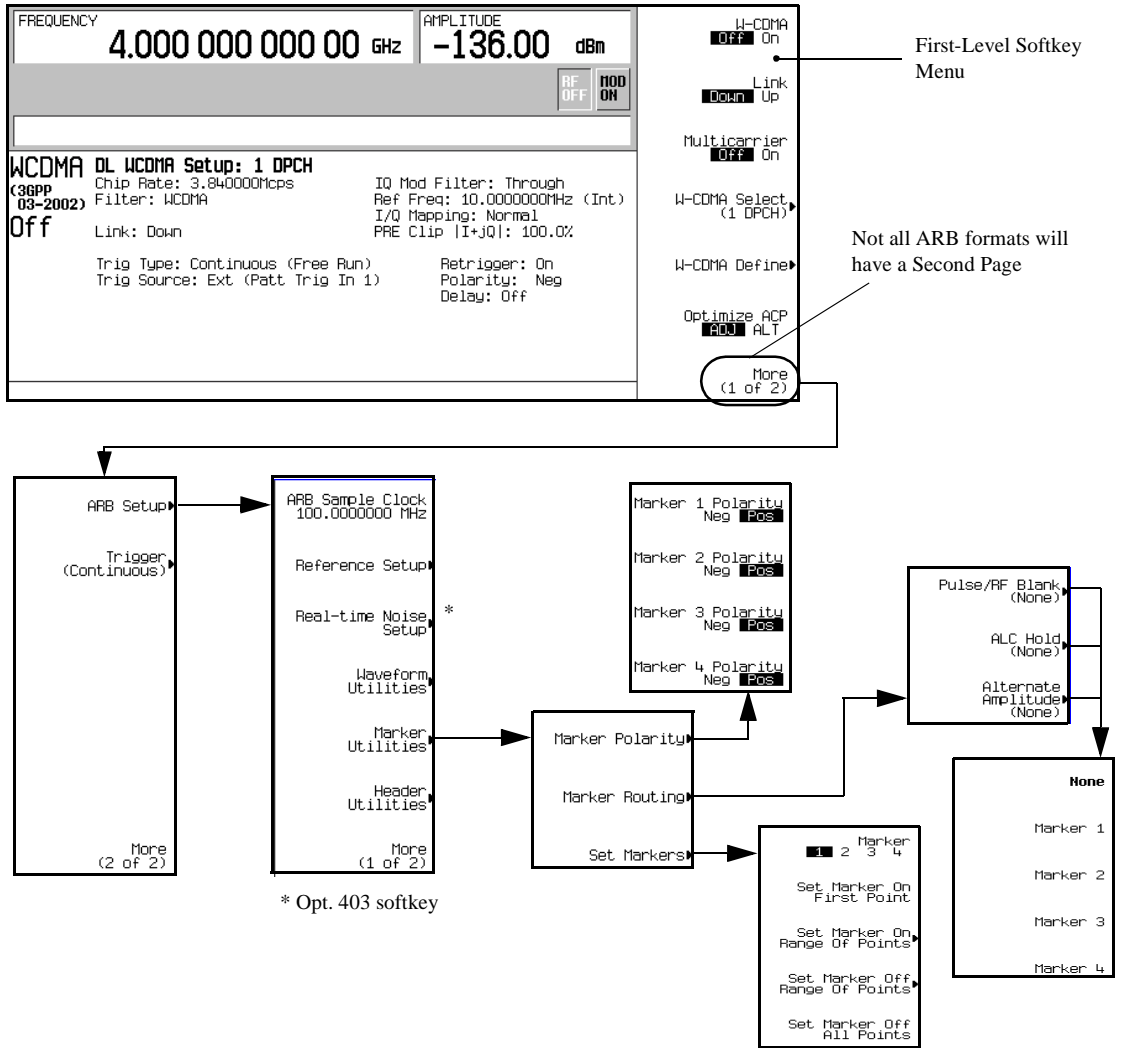 FREQUENCY
4.000 000 000 00 GHz
AMPLITUDE
-136.00 dBm
RF OFF
MOD ON
WCDMA
(3GPP
03-2002)
Off
DL WCDMA Setup: 1 DPCH
Chip Rate: 3.840000Mcps
Filter: WCDMA
Link: Down
IQ Mod Filter: Through
Ref Freq: 10.0000000MHz (Int)
I/Q Mapping: Normal
PRE Clip |I+jQ|: 100.0%
Trig Type: Continuous (Free Run)
Trig Source: Ext (Patt Trig In 1)
Retrigger: On
Polarity: Neg
Delay: Off
W-CDMA
Off On
Link
Down Up
Multicarrier
Off On
W-CDMA Select
(1 DPCH)
W-CDMA Define
Optimize ACP
ADJ ALT
More
(1 of 2)
First-Level Softkey
Menu
Not all ARB formats will
have a Second Page
ARB Setup
Trigger
(Continuous)
More
(2 of 2)
ARB Sample Clock
100.0000000 MHz
Reference Setup
Real-time Noise
Setup
*
Waveform
Utilities
Marker
Utilities
Header
Utilities
More
(1 of 2)
* Opt. 403 softkey
Marker Polarity
Marker Routing
Set Markers
Marker 1 Polarity
Neg Pos
Marker 2 Polarity
Neg Pos
Marker 3 Polarity
Neg Pos
Marker 4 Polarity
Neg Pos
Marker
1 2 3 4
Set Marker On
First Point
Set Marker On
Range Of Points
Set Marker Off
Range Of Points
Set Marker Off
All Points
Pulse/RF Blank
(None)
ALC Hold
(None)
Alternate
Amplitude
(None)
None
Marker 1
Marker 2
Marker 3
Marker 4